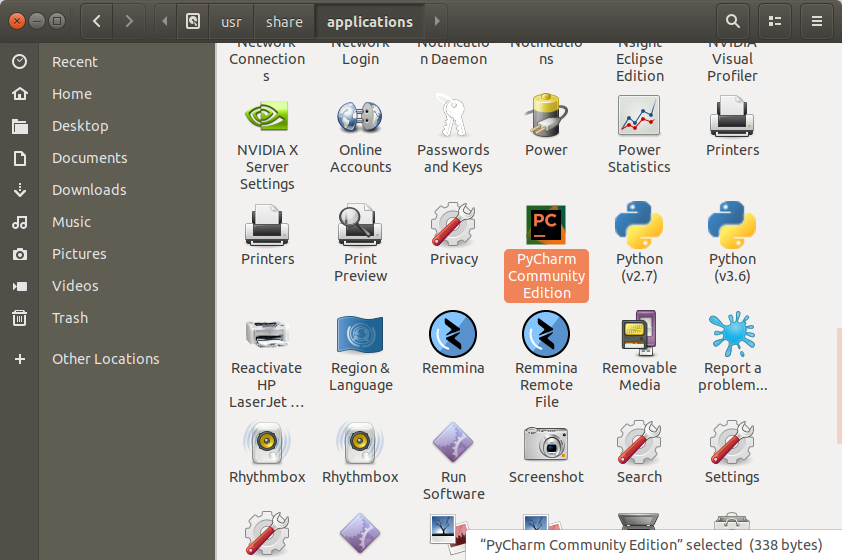 usr share applications
Recent
Home
Desktop
Documents
Downloads
Music
Pictures
Videos
Trash
Other Locations
Network Network Notificatio Notificatio Nsight NVIDIA
Connection Login n Daemon ns Eclipse Visual
s Edition Profiler
NVIDIA X Online Passwords Power Power Printers
Server Accounts and Keys Statistics
Settings
Printers Print Privacy PyCharm Python Python
Preview Community (v2.7) (v3.6)
Edition
PC
Reactivate Region & Remmina Remmina Removable Report a
HP Language Remote Media problem...
LaserJet ... File
Rhythmbox Rhythmbox Run Screenshot Search Settings
Software
“PyCharm Community Edition” selected (338 bytes)